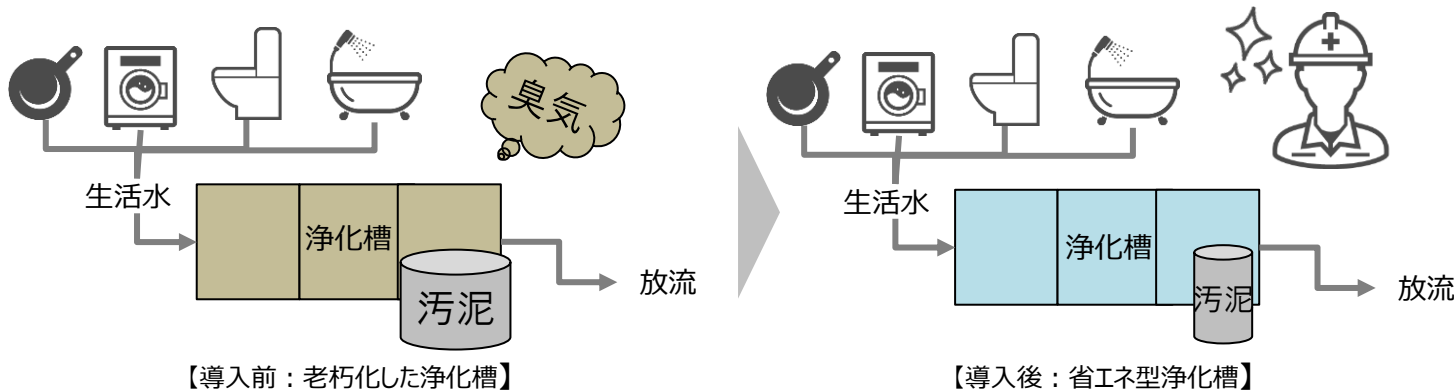 臭気
生活水
浄化槽
汚泥
放流
【導入前：老朽化した浄化槽】
生活水
浄化槽
汚泥
放流
【導入後：省エネ型浄化槽】